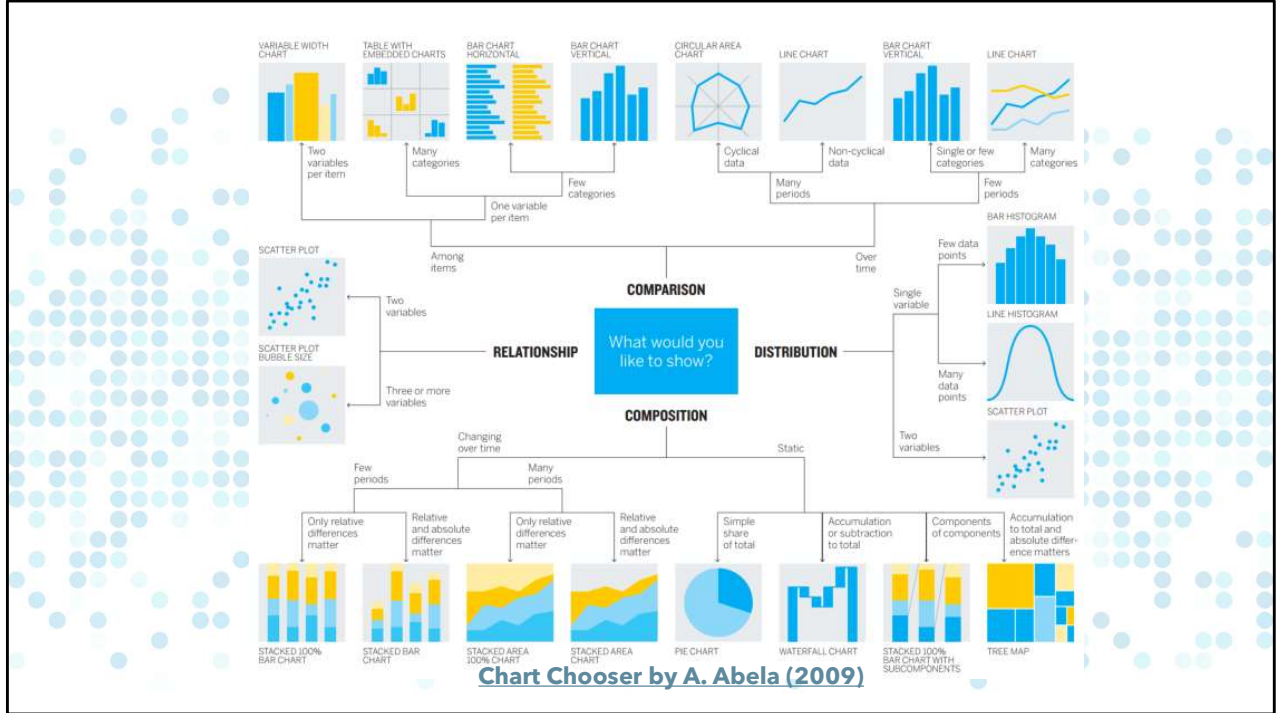 VARIABLE WIDTH
CHART
TABLE WITH
EMBEDDED CHARTS
BAR CHART
HORIZONTAL
BAR CHART
VERTICAL
CIRCULAR AREA
CHART
LINE CHART
BAR CHART
VERTICAL
LINE CHART
Two
variables
per item
Many
categories
Few
categories
One variable
per item
Cyclical
data
Non-cyclical
data
Many
periods
Single or few
categories
Many
categories
Few
periods
Among
items
Over
time
COMPARISON
SCATTER PLOT
Two
variables
SCATTER PLOT
BUBBLE SIZE
Three or more
variables
RELATIONSHIP
What would you
like to show?
DISTRIBUTION
Single
variable
Few data
points
BAR HISTOGRAM
LINE HISTOGRAM
Many
data
points
SCATTER PLOT
Two
variables
COMPOSITION
Changing
over time
Static
Few
periods
Many
periods
Only relative
differences
matter
Relative
and absolute
differences
matter
Only relative
differences
matter
Relative
and absolute
differences
matter
Simple
share
of total
Accumulation
or subtraction
to total
Components
of components
Accumulation
to total and
absolute differ-
ence matters
STACKED 100%
BAR CHART
STACKED BAR
CHART
STACKED AREA
100% CHART
STACKED AREA
CHART
PIE CHART
WATERFALL CHART
STACKED 100%
BAR CHART WITH
SUBCOMPONENTS
TREE MAP
Chart Chooser by A. Abela (2009)